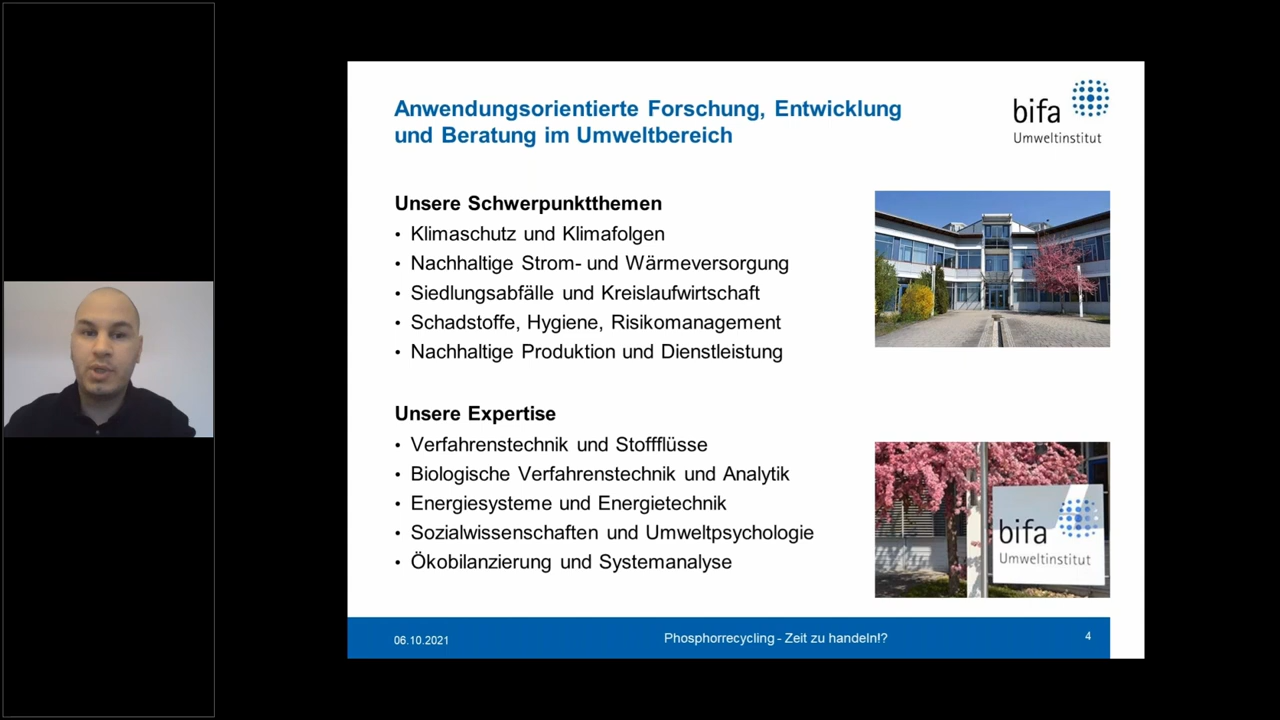 Anwendungsorientierte Forschung, Entwicklung
und Beratung im Umweltbereich
bifa
Umweltinstitut
Unsere Schwerpunktthemen
• Klimaschutz und Klimafolgen
• Nachhaltige Strom- und Wärmeversorgung
• Siedlungsabfälle und Kreislaufwirtschaft
• Schadstoffe, Hygiene, Risikomanagement
• Nachhaltige Produktion und Dienstleistung
Unsere Expertise
• Verfahrenstechnik und Stoffflüsse
• Biologische Verfahrenstechnik und Analytik
• Energiesysteme und Energietechnik
• Sozialwissenschaften und Umweltpsychologie
• Ökobilanzierung und Systemanalyse
bifa
Umweltinstitut
06.10.2021
Phosphorrecycling - Zeit zu handeln!?
4